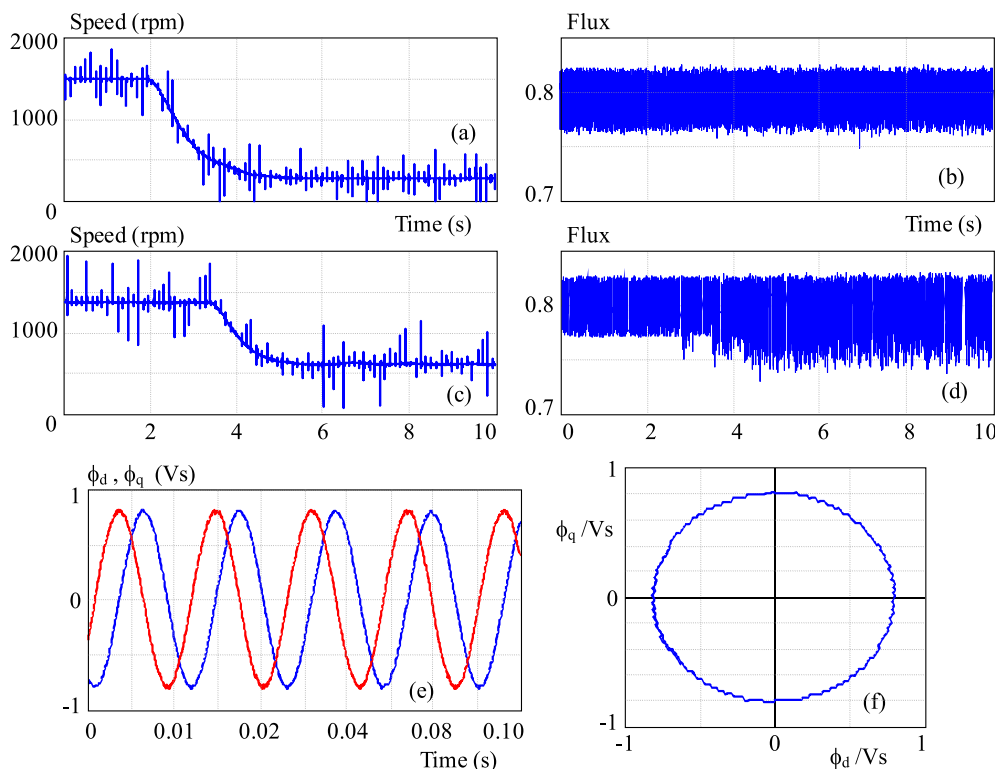 Speed (rpm)
2000
1000
0
(a)
Time (s)
Flux
0.8
0.7
(b)
Time (s)
Speed (rpm)
2000
1000
0
(c)
2 4 6 8 10
Flux
0.8
0.7
(d)
0 2 4 6 8 10
ϕd , ϕq (Vs)
1
0
-1
(e)
0 0.01 0.02 0.04 0.08 0.10
Time (s)
1
ϕq /Vs
0
-1
(f)
-1 0 1
ϕd /Vs